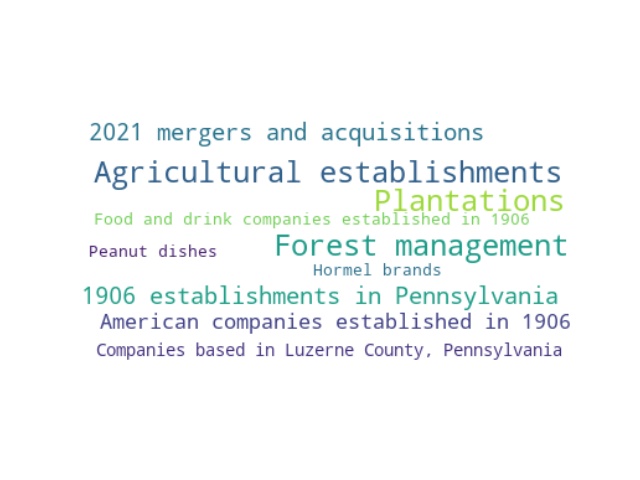 2021 mergers and acquisitions
Agricultural establishments
Plantations
Food and drink companies established in 1906
Forest management
Peanut dishes
Hormel brands
1906 establishments in Pennsylvania
American companies established in 1906
Companies based in Luzerne County, Pennsylvania